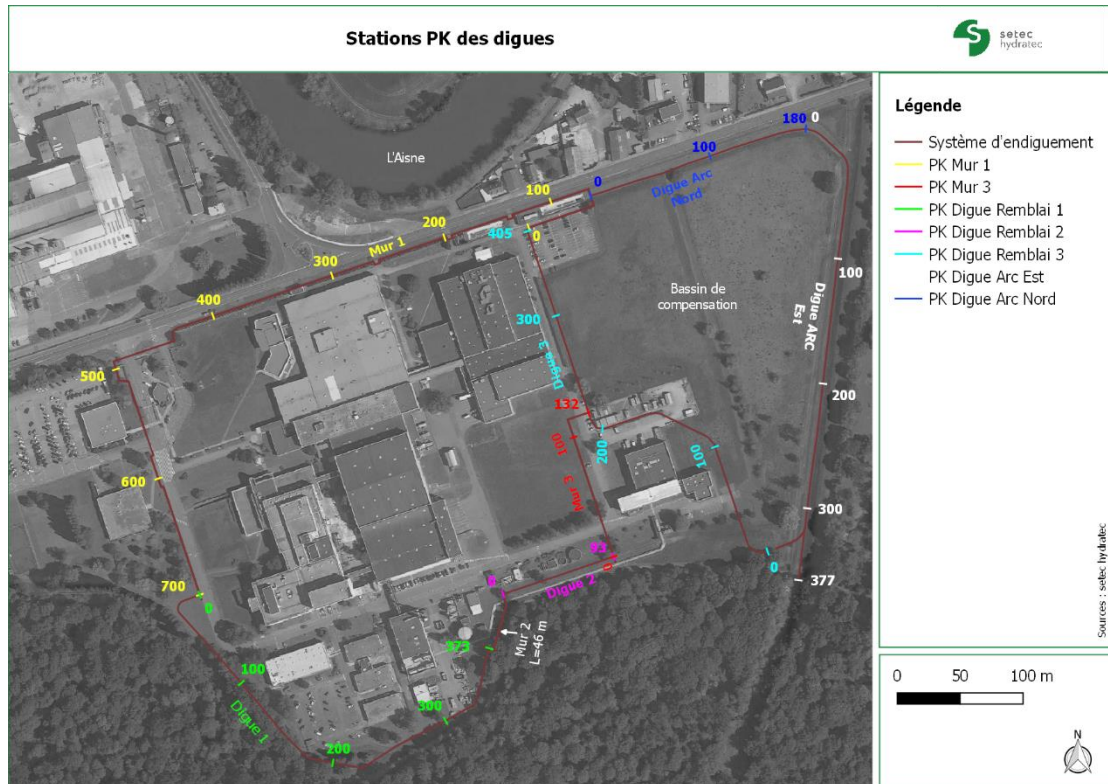 Stations PK des digues
setec
hydratec
L'Aisne
180
0
100
Digue Arc
Nord
0
100
405
0
200
Mur 1
300
400
500
600
700
0
100
Digue 1
200
300
373
Mur 2
L=46 m
0
Digue 2
93
0
Mur 3
100
132
200
Digue 3
300
Bassin de
compensation
100
0
Digue ARC
Est
100
200
300
377
Légende
Système d'endiguement
PK Mur 1
PK Mur 3
PK Digue Remblai 1
PK Digue Remblai 2
PK Digue Remblai 3
PK Digue Arc Est
PK Digue Arc Nord
Sources : setec hydratec
0 50 100 m
N